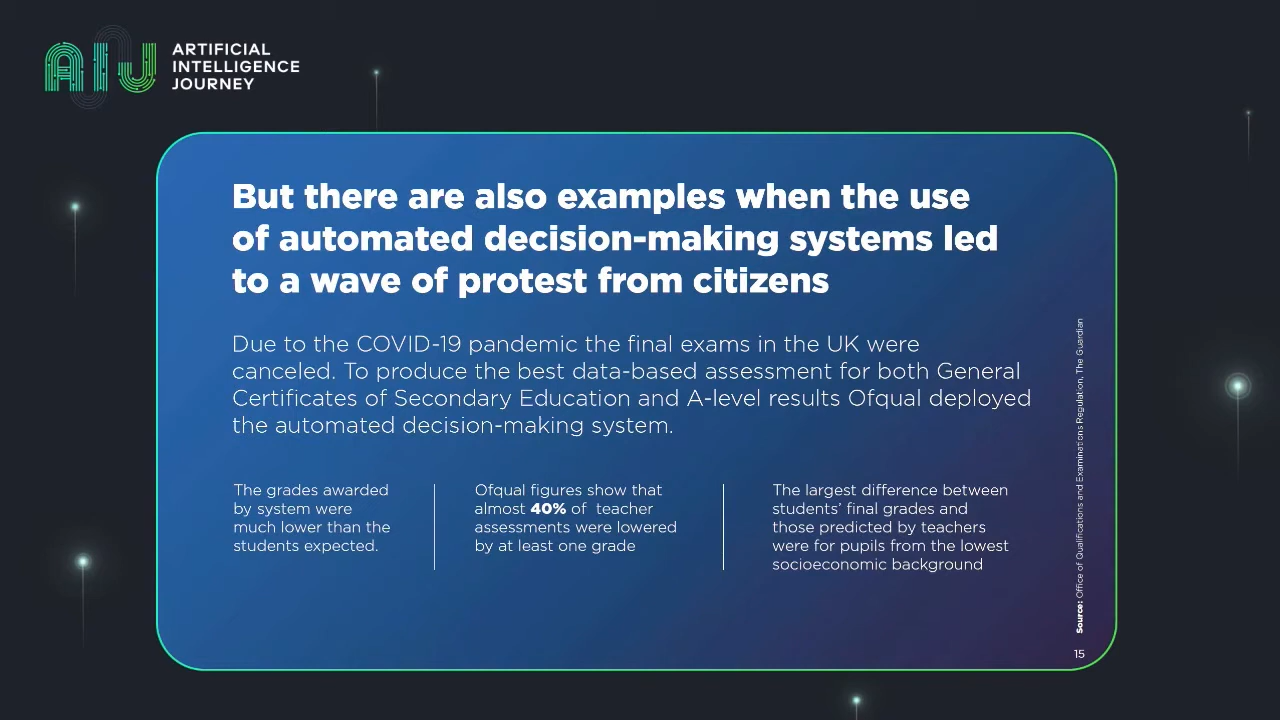 AIJ
ARTIFICIAL
INTELLIGENCE
JOURNEY
But there are also examples when the use
of automated decision-making systems led
to a wave of protest from citizens
Due to the COVID-19 pandemic the final exams in the UK were
canceled. To produce the best data-based assessment for both General
Certificates of Secondary Education and A-level results Ofqual deployed
the automated decision-making system.
The grades awarded
by system were
much lower than the
students expected.
Ofqual figures show that
almost 40% of teacher
assessments were lowered
by at least one grade
The largest difference between
students’ final grades and
those predicted by teachers
were for pupils from the lowest
socioeconomic background
Source: Office of Qualifications and Examinations Regulation, The Guardian
15